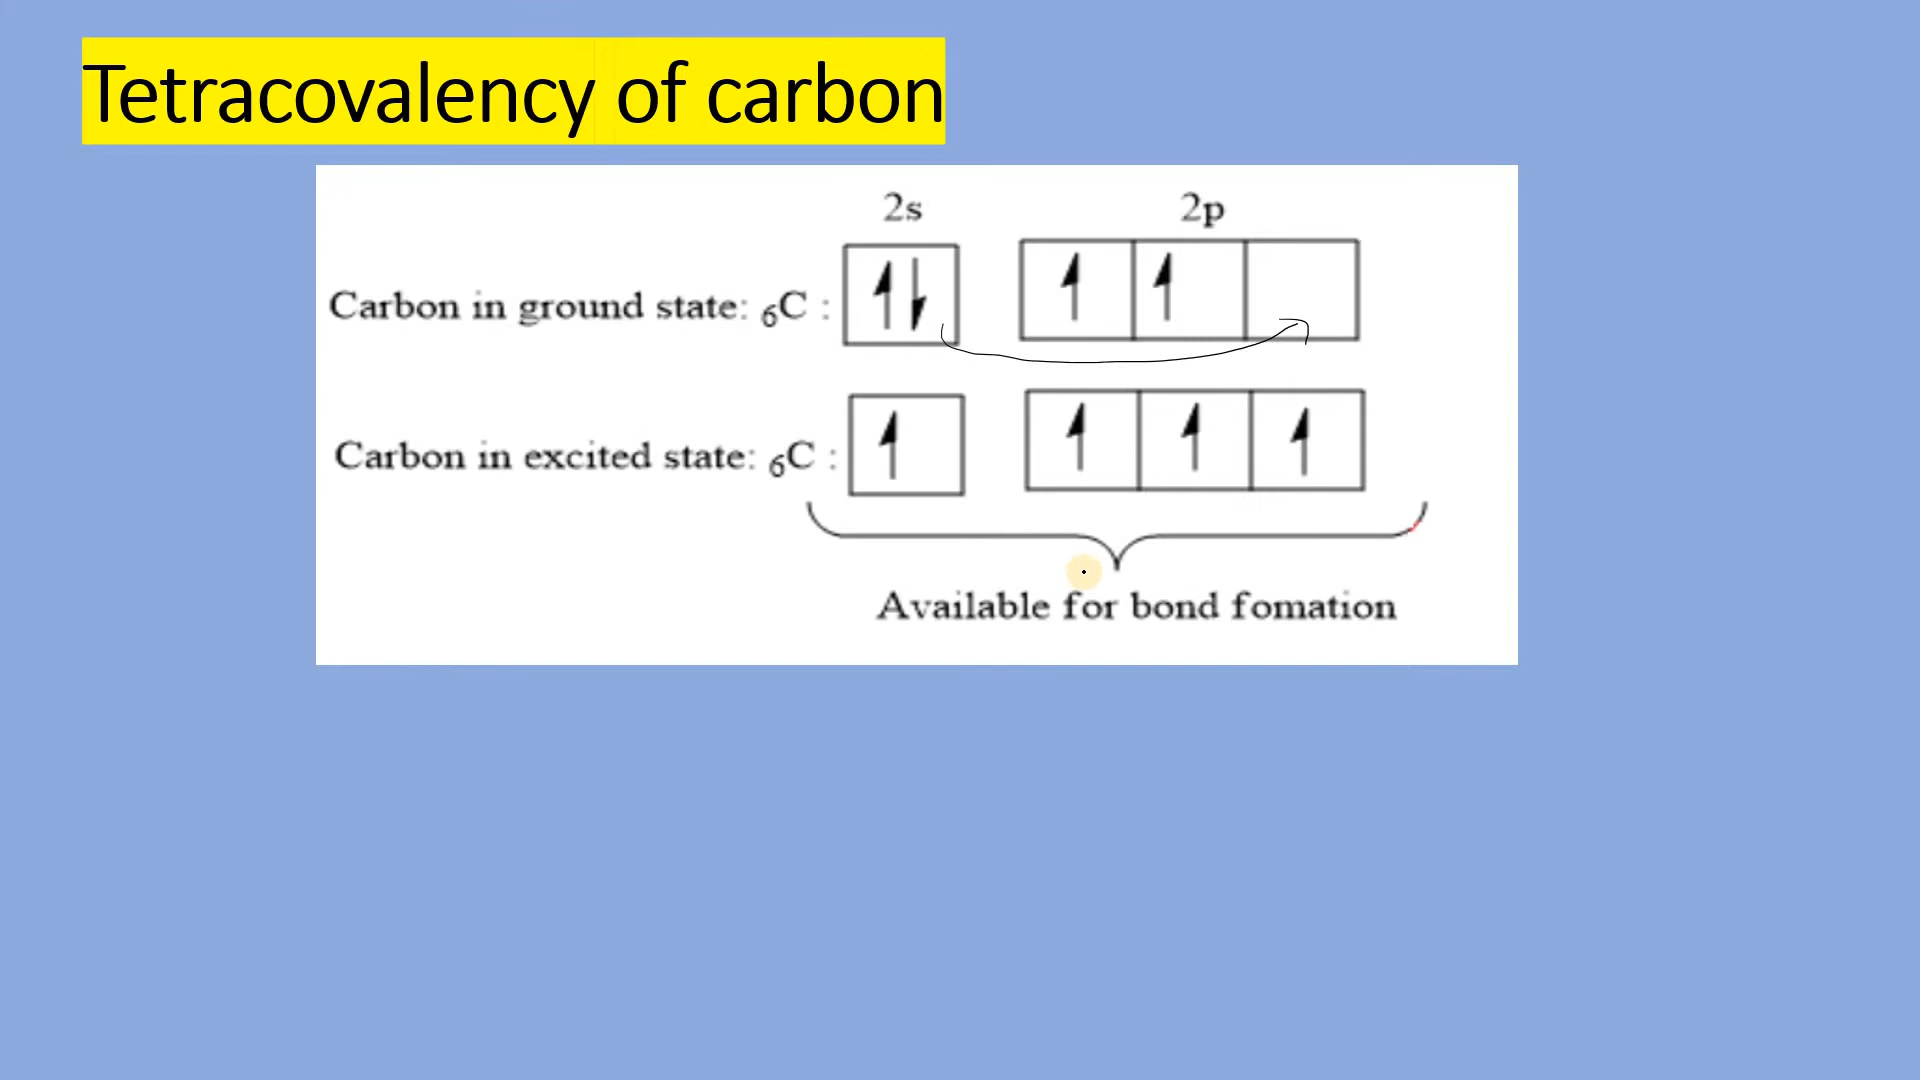 Tetracovalency of carbon
2s 2p
Carbon in ground state: ₆C :
Carbon in excited state: ₆C :
Available for bond fomation